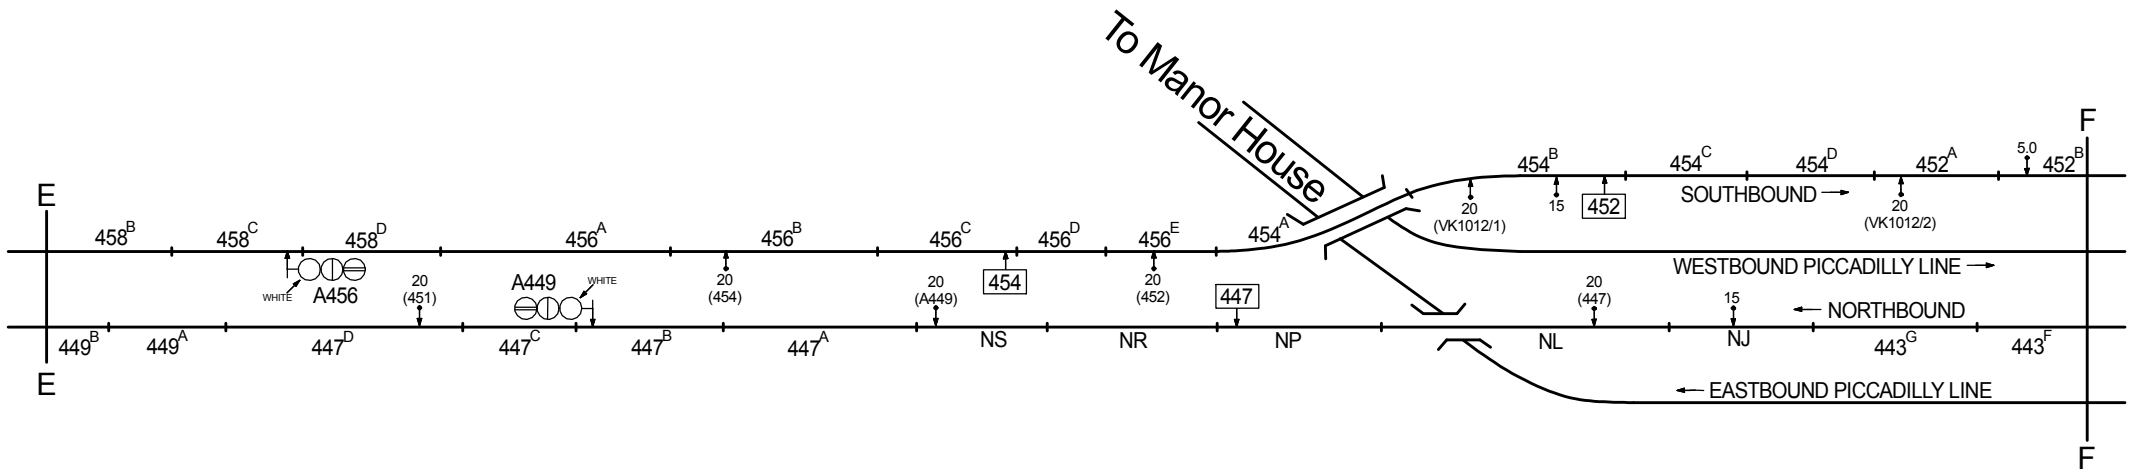 To Manor House
F
E
458B 458C 458D 456A 456B 456C 456D 456E 454A 454B 454C 454D 452A 5.0 452B
SOUTHBOUND
20
(VK1012/1)
15
452
20
(VK1012/2)
WHITE
A456
20
(451)
A449
WHITE
20
(454)
20
(A449)
454
20
(452)
447
WESTBOUND PICCADILLY LINE
20
(447)
15
NORTHBOUND
449B 449A 447D 447C 447B 447A NS NR NP NL NJ 443G 443F
E
EASTBOUND PICCADILLY LINE
F